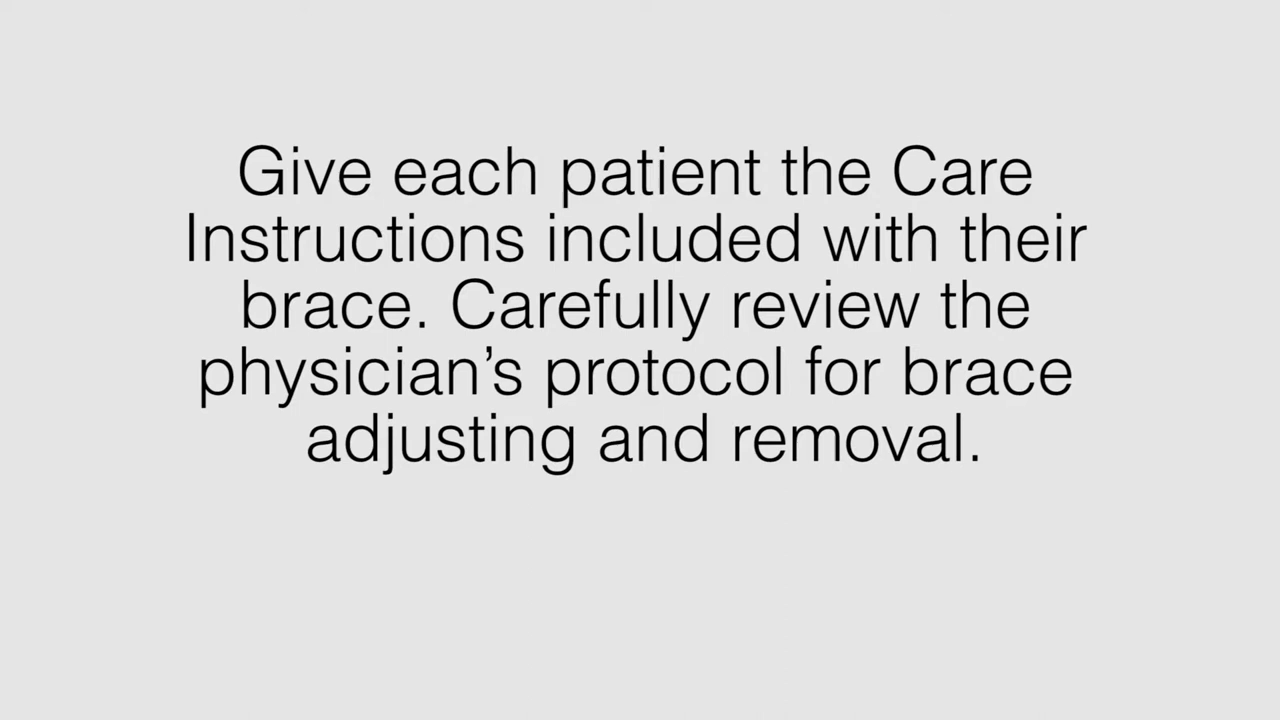 Give each patient the Care
Instructions included with their
brace. Carefully review the
physician’s protocol for brace
adjusting and removal.